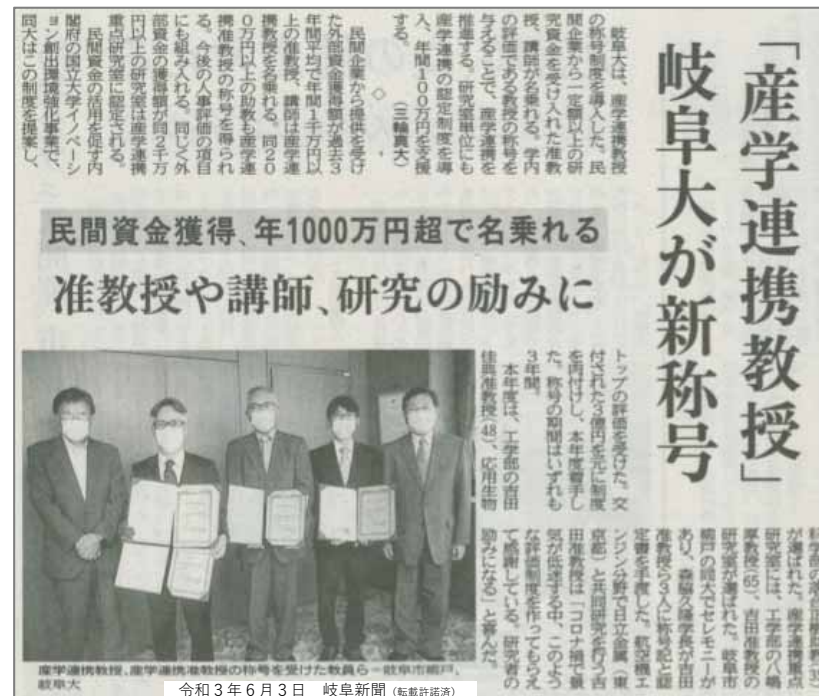 「産学連携教授」
岐阜大が新称号
民間資金獲得、年1000万円超で名乗れる
准教授や講師、研究の励みに
岐阜大は、産学連携教授
の称号制度を導入した。民
間企業から一定額以上の研
究資金を受け入れた准教
授、講師が名乗れる。学内
の評価である教授の称号を
与えることで、産学連携を
推進する。研究室単位にも
産学連携の認定制度を導
入、年間100万円を支援
する。（三輪真大）
◇
民間企業から提供を受け
た外部資金獲得額が過去3
年間平均で年間1千万円以
上の准教授、講師は産学連
携教授を名乗れる。同20
0万円以上の助教も産学連
携准教授の称号を得られ
る。今後の人事評価の項目
にも組み入れる。同じく外
部資金の獲得額が同2千万
円以上の研究室は産学連携
重点研究室に認定される。
民間資金の活用を促す内
閣府の国立大学イノベーシ
ョン創出環境強化事業で、
同大はこの制度を提案し、
トップの評価を受けた。交
付された3億円を元に制度
を肉付けし、本年度着手し
た。称号の期間はいずれも
3年間。
本年度は、工学部の吉田
佳典准教授(48)、応用生物
科学部の
が選ばれた。産学連携重点
研究室には、工学部の八嶋
厚教授(65)、吉田准教授の
研究室が選ばれた。岐阜市
柳戸の同大でセレモニーが
あり、森脇久隆学長が吉田
准教授ら3人に称号記と認
定書を手渡した。航空機エ
ンジン分野で日立金属（東
京都）と共同研究を行う吉
田准教授は「コロナ禍で景
気が低迷する中、このよう
な評価制度を作ってもらえ
て感謝している。研究者の
励みになる」と喜んだ。
産学連携教授、産学連携准教授の称号を受けた教員ら＝岐阜市柳戸、
岐阜大
令和３年６月３日　岐阜新聞（転載許諾済）